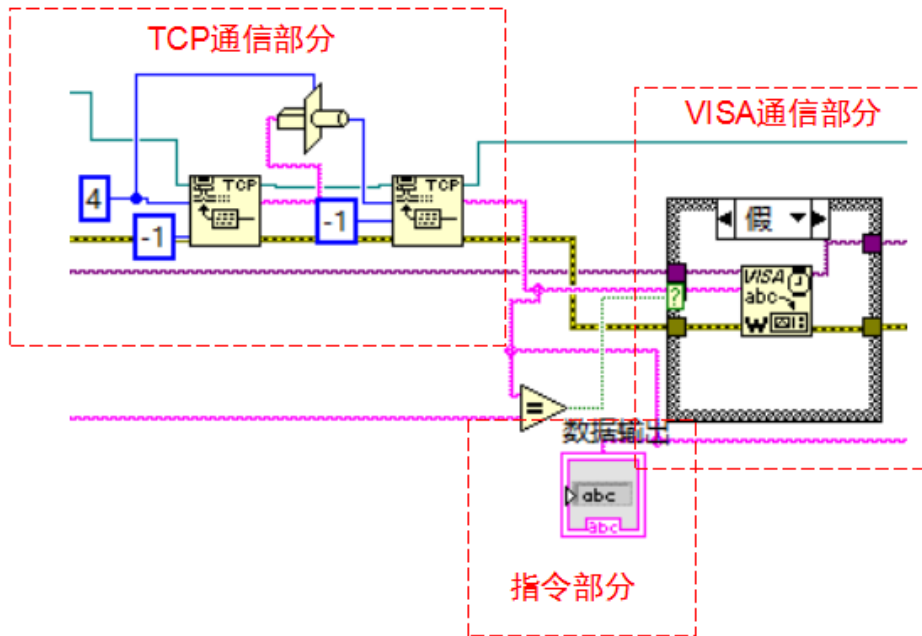 TCP通信部分
VISA通信部分
TCP
TCP
4
-1
-1
假
?
VISA
abc
W
=
数据输出
abc
abc
指令部分